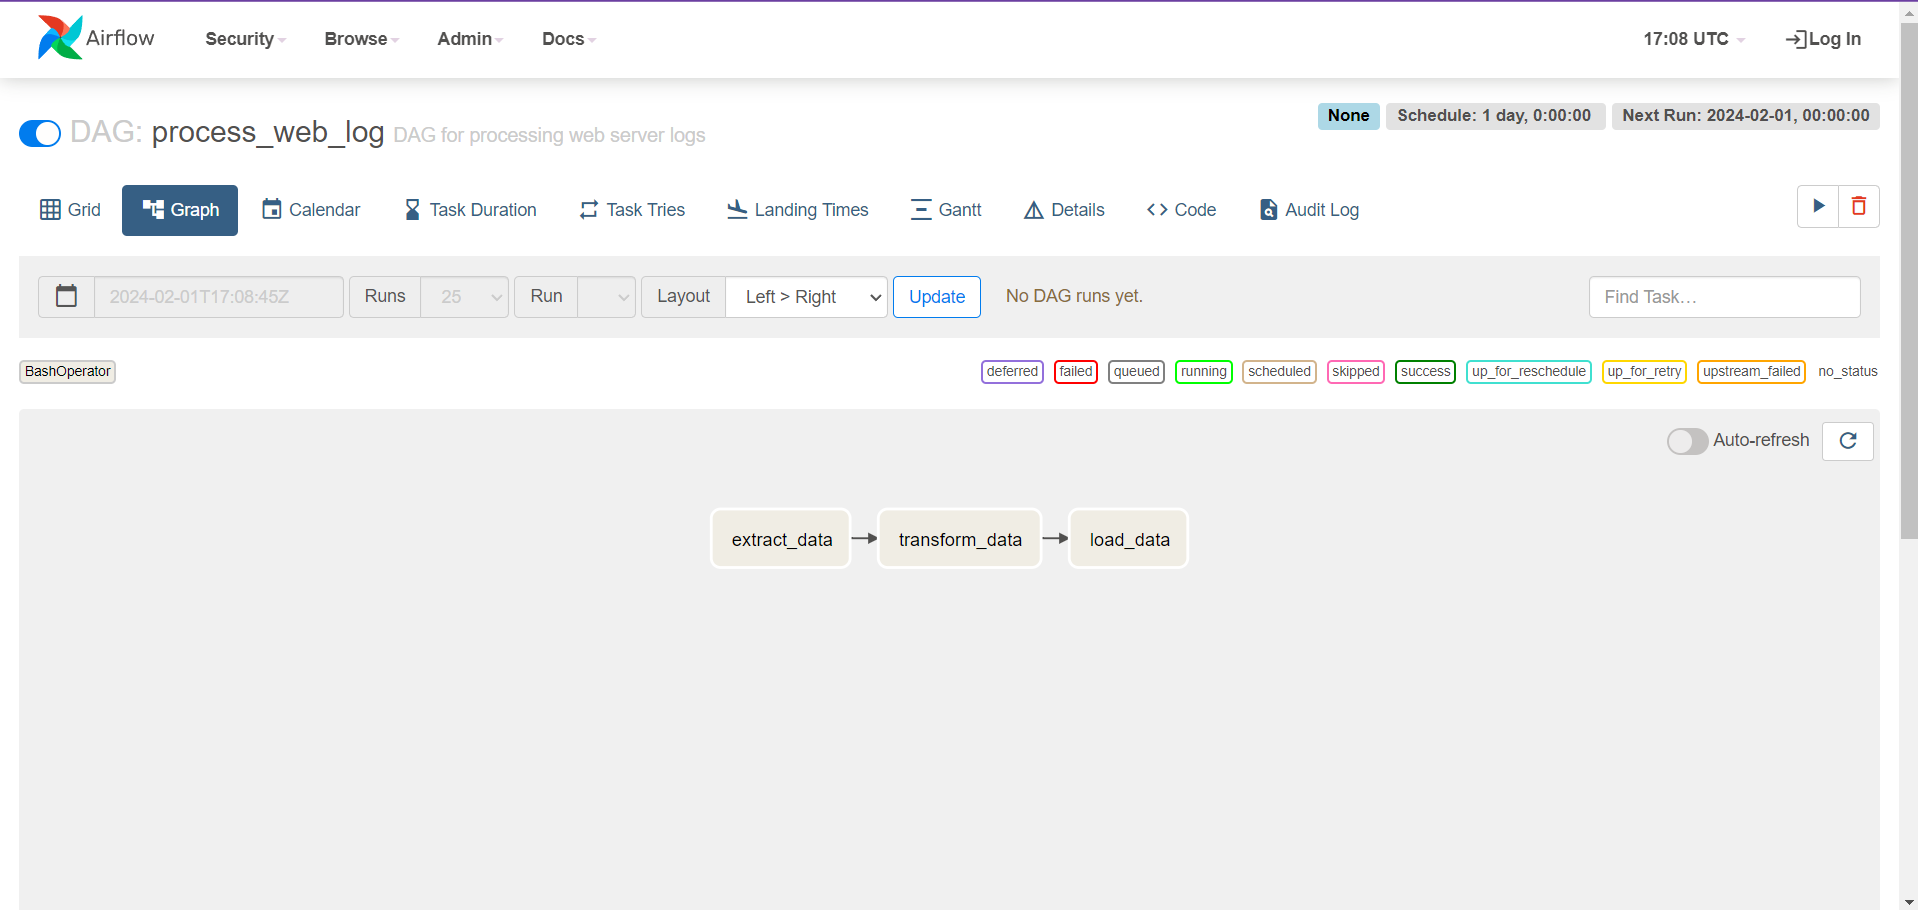 Airflow Security Browse Admin Docs 17:08 UTC Log In
None Schedule: 1 day, 0:00:00 Next Run: 2024-02-01, 00:00:00
DAG: process_web_log DAG for processing web server logs
Grid Graph Calendar Task Duration Task Tries Landing Times Gantt Details Code Audit Log
2024-02-01T17:08:45Z Runs 25 Run Layout Left > Right Update No DAG runs yet. Find Task...
BashOperator deferred failed queued running scheduled skipped success up_for_reschedule up_for_retry upstream_failed no_status
Auto-refresh
extract_data transform_data load_data